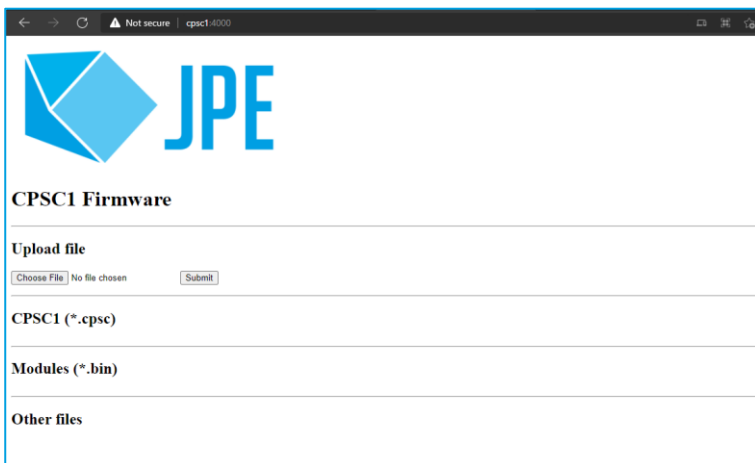 Not secure | cpsc1:4000
JPE
CPSC1 Firmware
Upload file
Choose File No file chosen Submit
CPSC1 (*.cpsc)
Modules (*.bin)
Other files